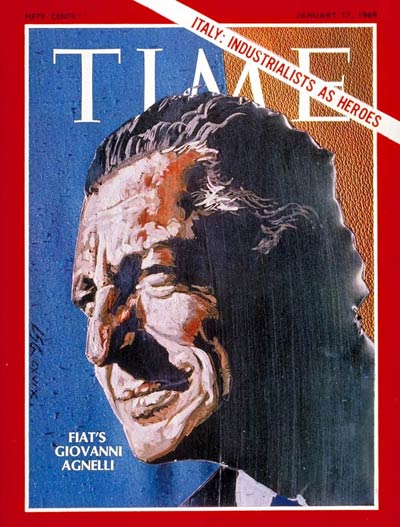 FIFTY CENTS
JANUARY 17, 1969
ITALY: INDUSTRIALISTS AS HEROES
TIME
FIAT'S
GIOVANNI
AGNELLI